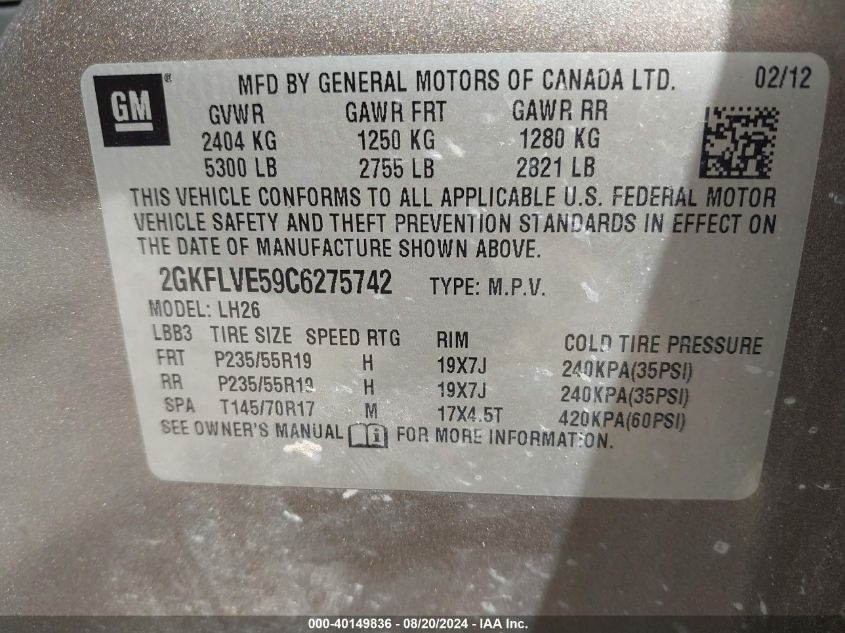 GM ® MFD BY GENERAL MOTORS OF CANADA LTD. 02/12
GVWR GAWR FRT GAWR RR
2404 KG 1250 KG 1280 KG
5300 LB 2755 LB 2821 LB
THIS VEHICLE CONFORMS TO ALL APPLICABLE U.S. FEDERAL MOTOR
VEHICLE SAFETY AND THEFT PREVENTION STANDARDS IN EFFECT ON
THE DATE OF MANUFACTURE SHOWN ABOVE.
2GKFLVE59C6275742 TYPE: M.P.V.
MODEL: LH26
LBB3 TIRE SIZE SPEED RTG RIM COLD TIRE PRESSURE
FRT P235/55R19 H 19X7J 240KPA(35PSI)
RR P235/55R19 H 19X7J 240KPA(35PSI)
SPA T145/70R17 M 17X4.5T 420KPA(60PSI)
SEE OWNER'S MANUAL FOR MORE INFORMATION.
000-40149836 - 08/20/2024 - IAA Inc.